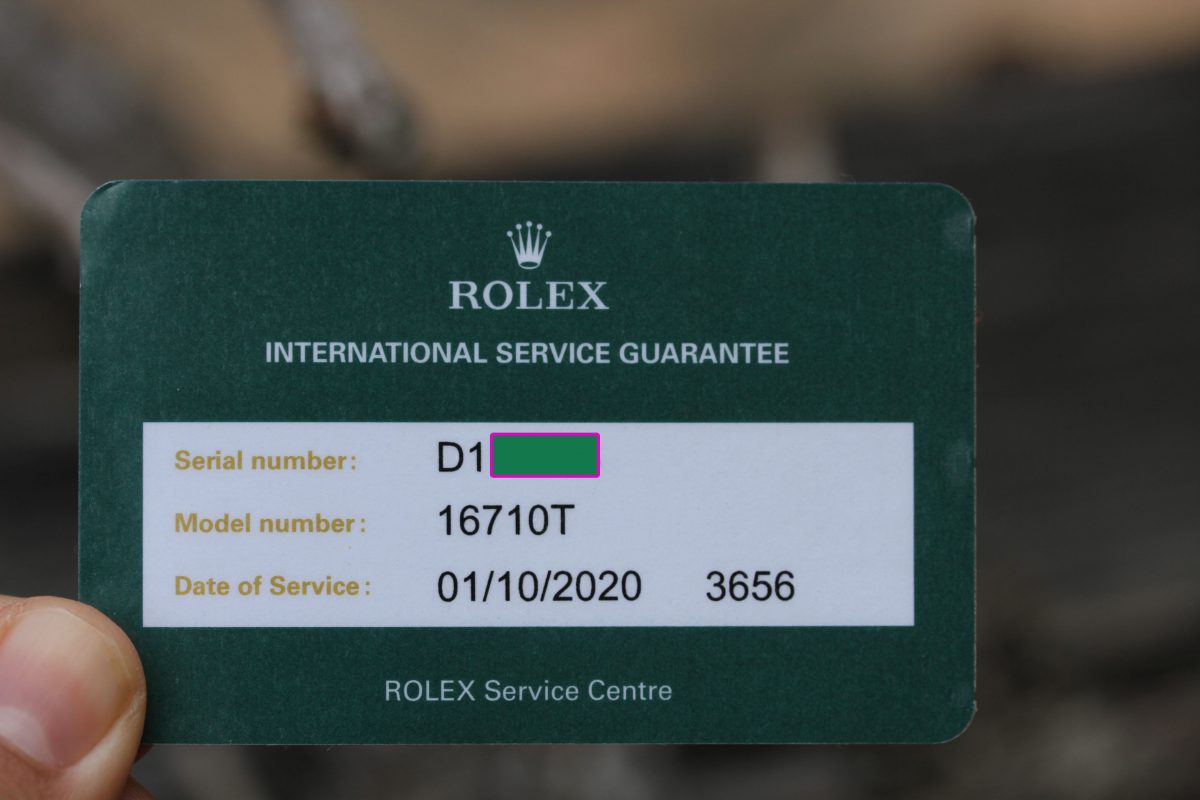 ROLEX
INTERNATIONAL SERVICE GUARANTEE
Serial number: D1
Model number: 16710T
Date of Service: 01/10/2020 3656
ROLEX Service Centre